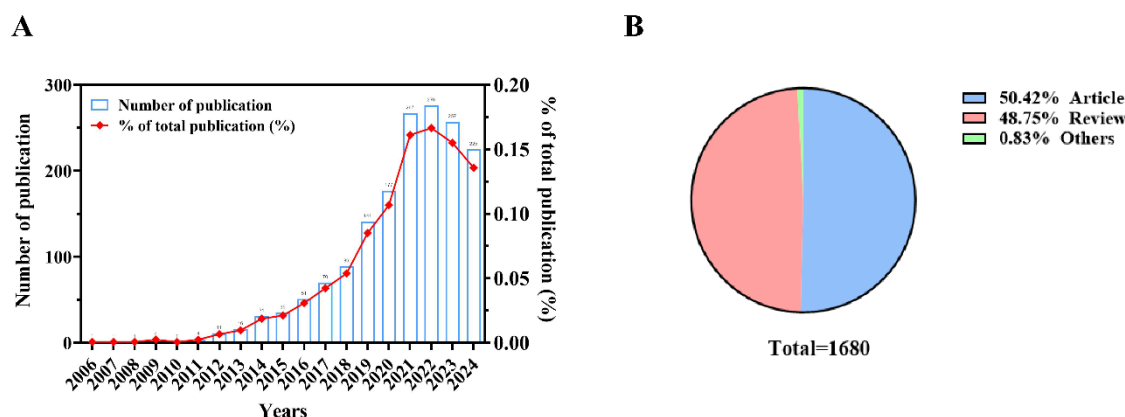 A
B
300
200
100
0
Number of publication
Number of publication
% of total publication (%)
0.20
0.15
0.10
0.05
0.00
% of total publication (%)
2006
2007
2008
2009
2010
2011
2012
2013
2014
2015
2016
2017
2018
2019
2020
2021
2022
2023
2024
Years
50.42% Article
48.75% Review
0.83% Others
Total=1680